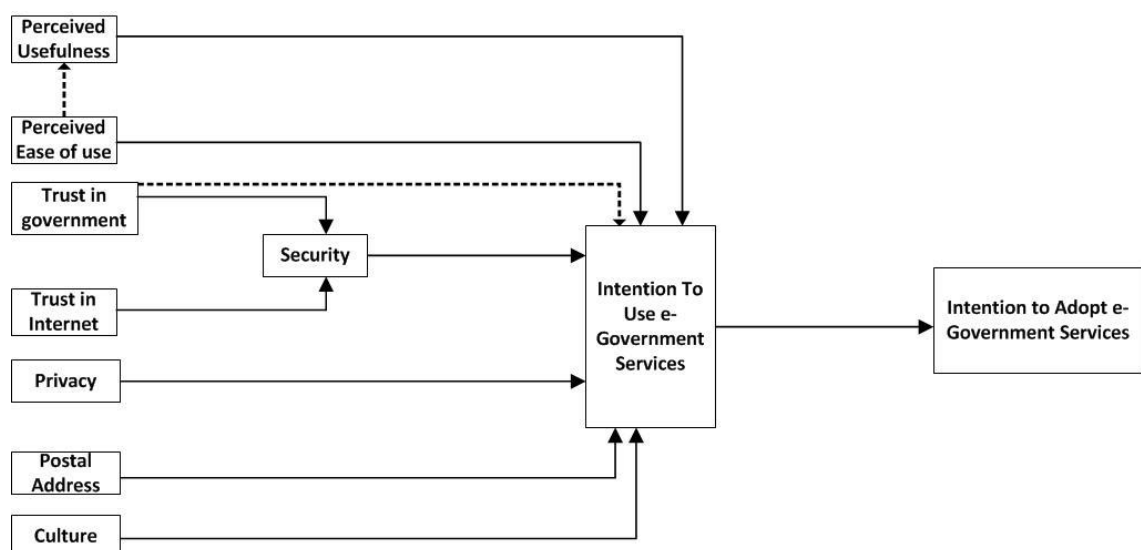 Perceived
Usefulness
Perceived
Ease of use
Trust in
government
Security
Trust in
Internet
Privacy
Postal
Address
Culture
Intention To
Use e-
Government
Services
Intention to Adopt e-
Government Services